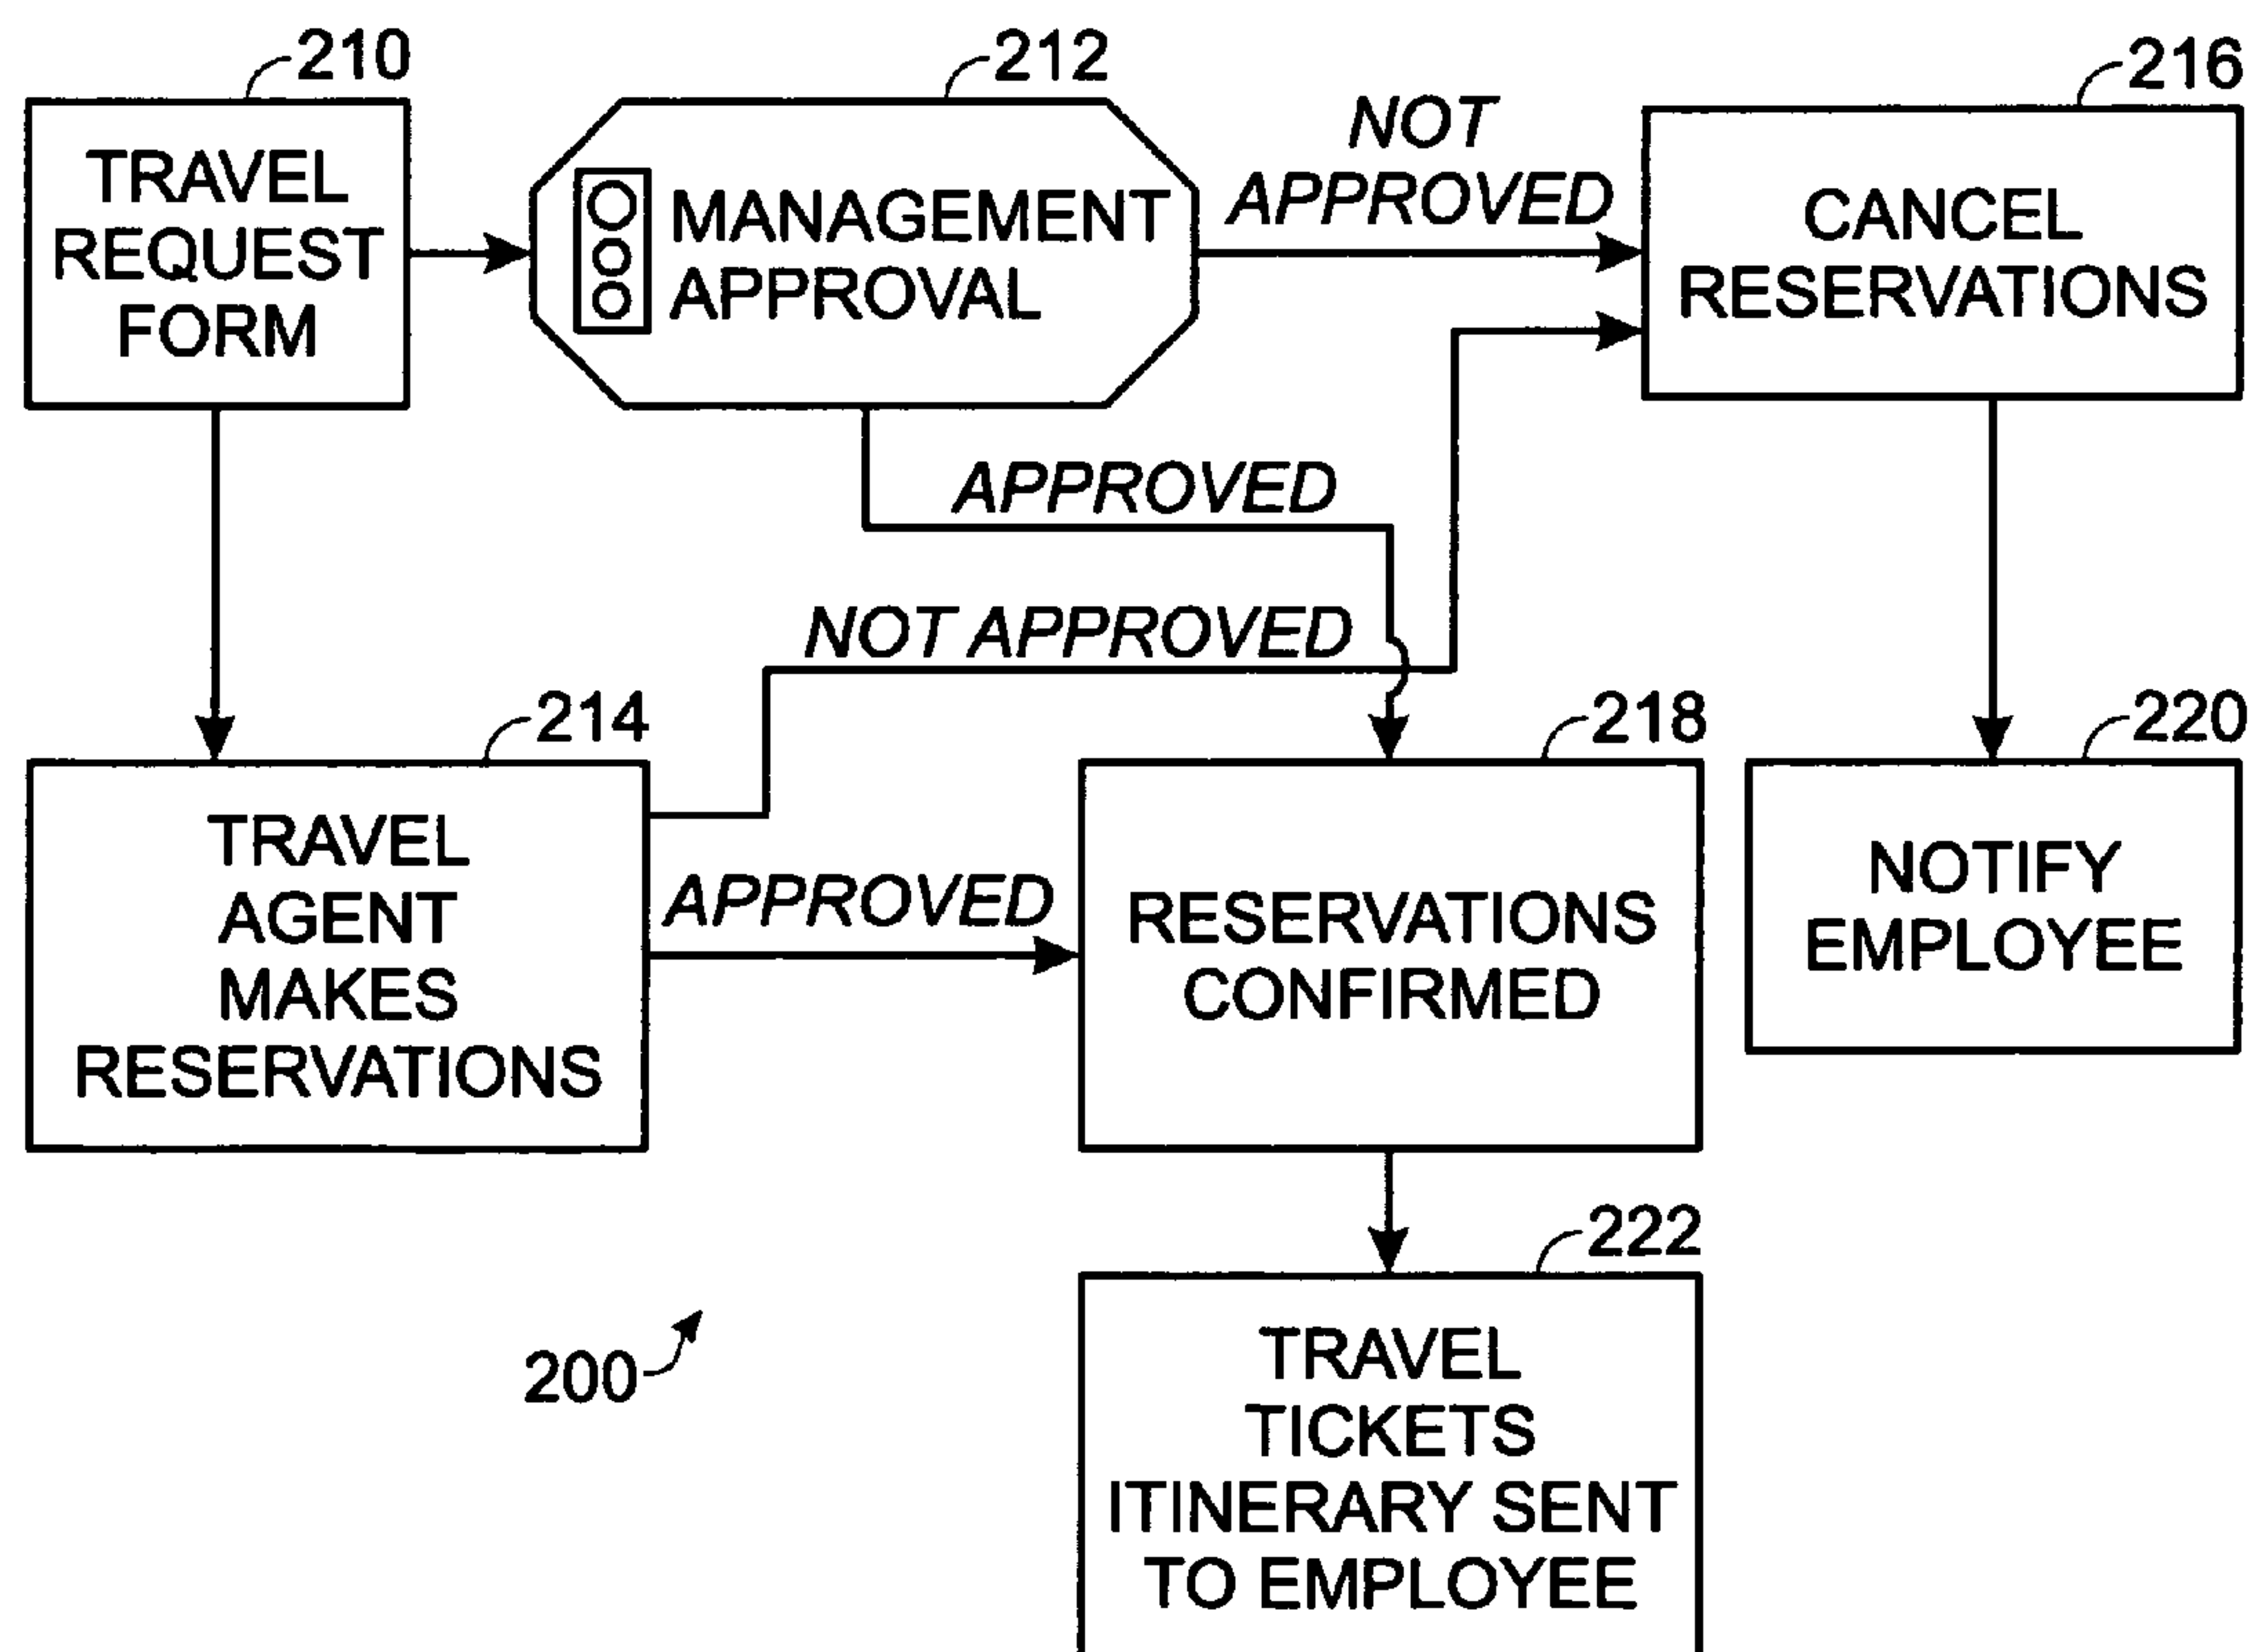 210
TRAVEL
REQUEST
FORM
212
MANAGEMENT
APPROVAL
NOT
APPROVED
216
CANCEL
RESERVATIONS
APPROVED
NOT APPROVED
214
TRAVEL
AGENT
MAKES
RESERVATIONS
APPROVED
218
RESERVATIONS
CONFIRMED
220
NOTIFY
EMPLOYEE
222
TRAVEL
TICKETS
ITINERARY SENT
TO EMPLOYEE
200